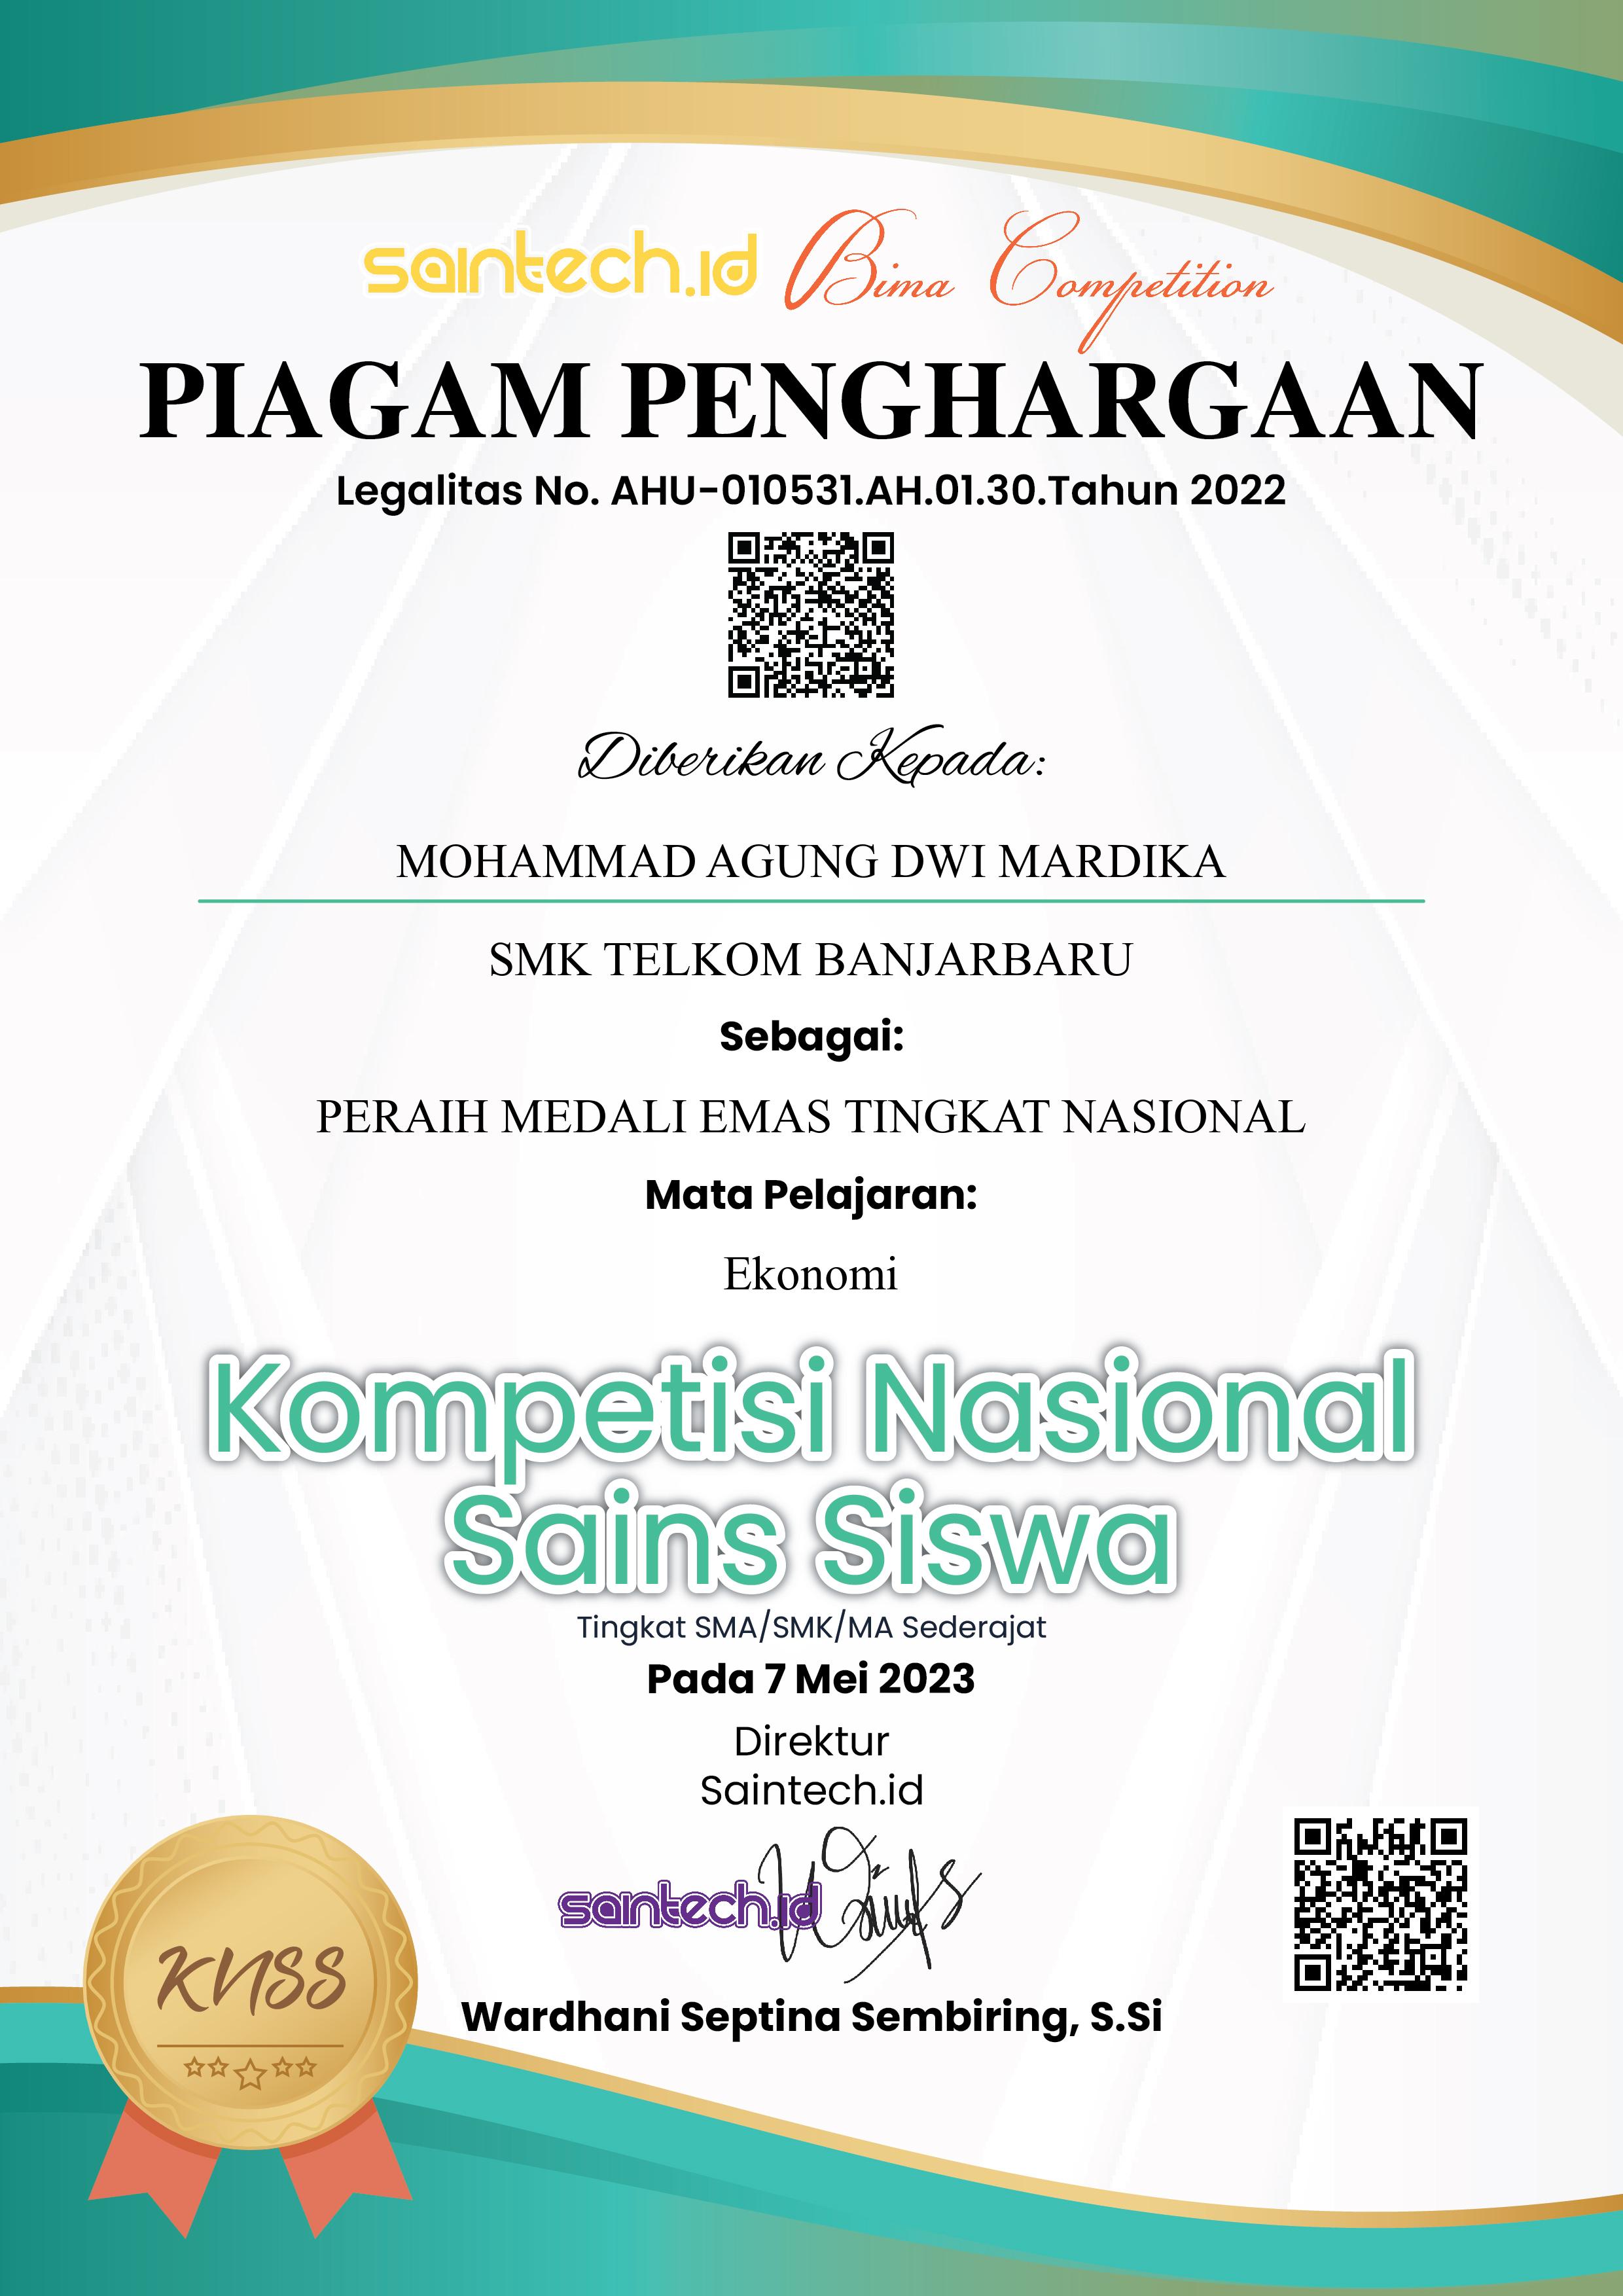 saintech.id Bima Competition
PIAGAM PENGHARGAAN
Legalitas No. AHU-010531.AH.01.30.Tahun 2022
Diberikan Kepada:
MOHAMMAD AGUNG DWI MARDIKA
SMK TELKOM BANJARBARU
Sebagai:
PERAIH MEDALI EMAS TINGKAT NASIONAL
Mata Pelajaran:
Ekonomi
Kompetisi Nasional
Sains Siswa
Tingkat SMA/SMK/MA Sederajat
Pada 7 Mei 2023
Direktur
Saintech.id
saintech.id
KNSS
Wardhani Septina Sembiring, S.Si